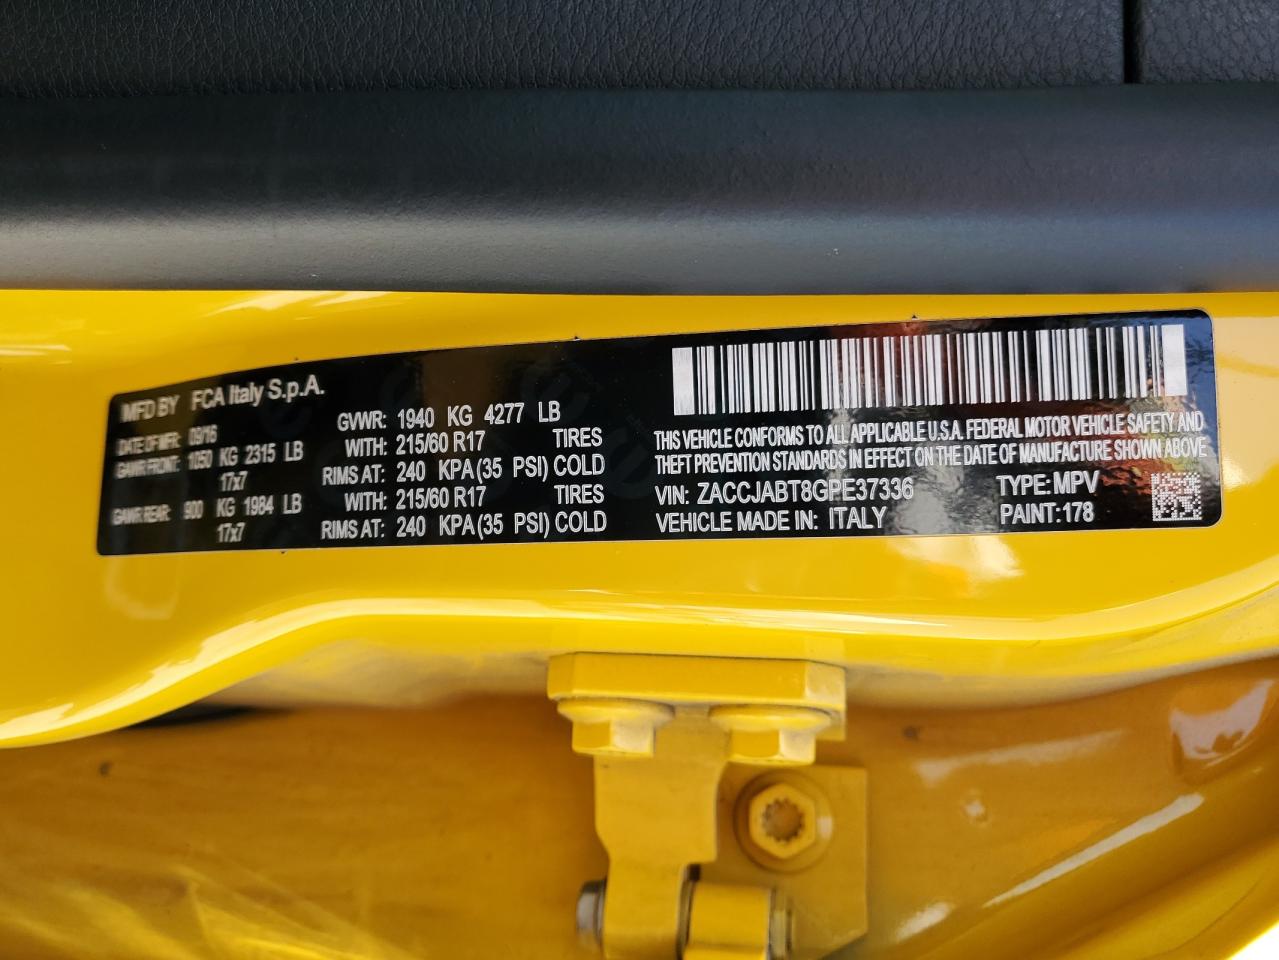 MFD BY FCA Italy S.p.A.
DATE OF MFR: 09/16 GVWR: 1940 KG 4277 LB
GAWR FRONT: 1050 KG 2315 LB WITH: 215/60 R17 TIRES
17x7 RIMS AT: 240 KPA (35 PSI) COLD
GAWR REAR: 900 KG 1984 LB WITH: 215/60 R17 TIRES
17x7 RIMS AT: 240 KPA (35 PSI) COLD
THIS VEHICLE CONFORMS TO ALL APPLICABLE U.S.A. FEDERAL MOTOR VEHICLE SAFETY AND
THEFT PREVENTION STANDARDS IN EFFECT ON THE DATE OF MANUFACTURE SHOWN ABOVE
VIN: ZACCJABT8GPE37336 TYPE: MPV
VEHICLE MADE IN: ITALY PAINT: 178